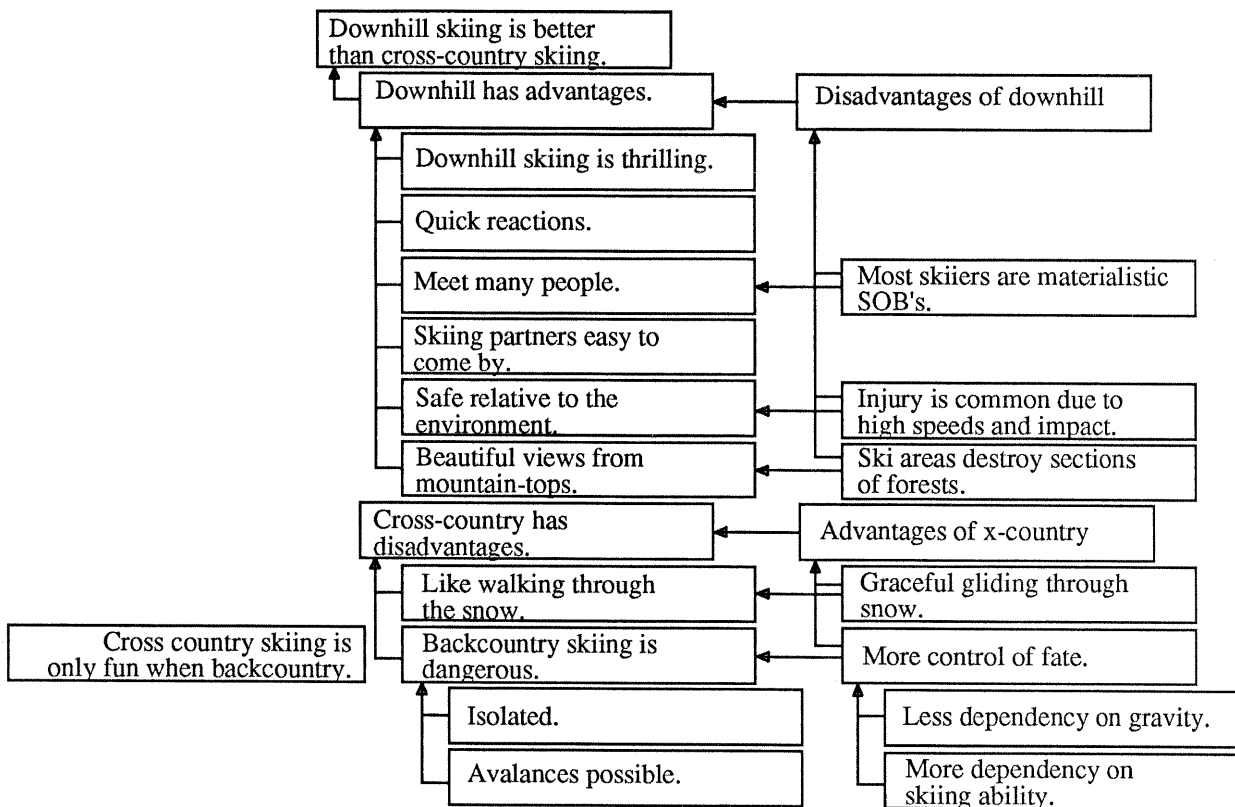 Downhill skiing is better
than cross-country skiing.
Downhill has advantages.
Disadvantages of downhill
Downhill skiing is thrilling.
Quick reactions.
Meet many people.
Most skiiers are materialistic
SOB's.
Skiing partners easy to
come by.
Safe relative to the
environment.
Injury is common due to
high speeds and impact.
Beautiful views from
mountain-tops.
Ski areas destroy sections
of forests.
Cross-country has
disadvantages.
Advantages of x-country
Like walking through
the snow.
Graceful gliding through
snow.
Cross country skiing is
only fun when backcountry.
Backcountry skiing is
dangerous.
More control of fate.
Isolated.
Less dependency on gravity.
Avalances possible.
More dependency on
skiing ability.